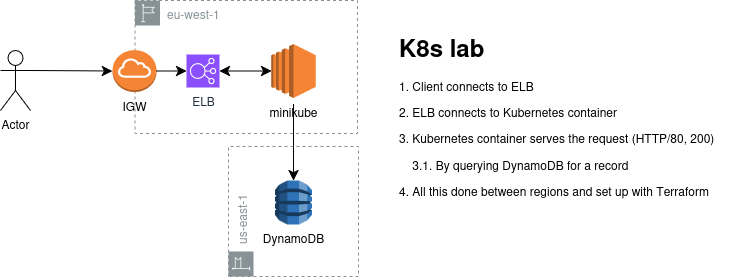 eu-west-1
Actor
IGW
ELB
minikube
us-east-1
DynamoDB
K8s lab
1. Client connects to ELB
2. ELB connects to Kubernetes container
3. Kubernetes container serves the request (HTTP/80, 200)
3.1. By querying DynamoDB for a record
4. All this done between regions and set up with Terraform